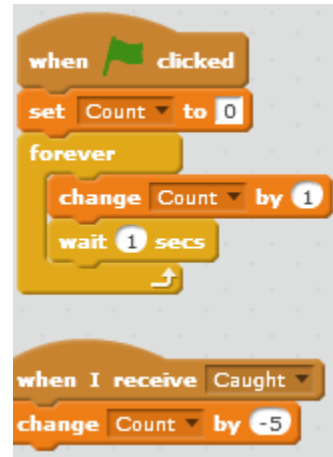 when clicked
set Count to 0
forever
change Count by 1
wait 1 secs
when I receive Caught
change Count by -5